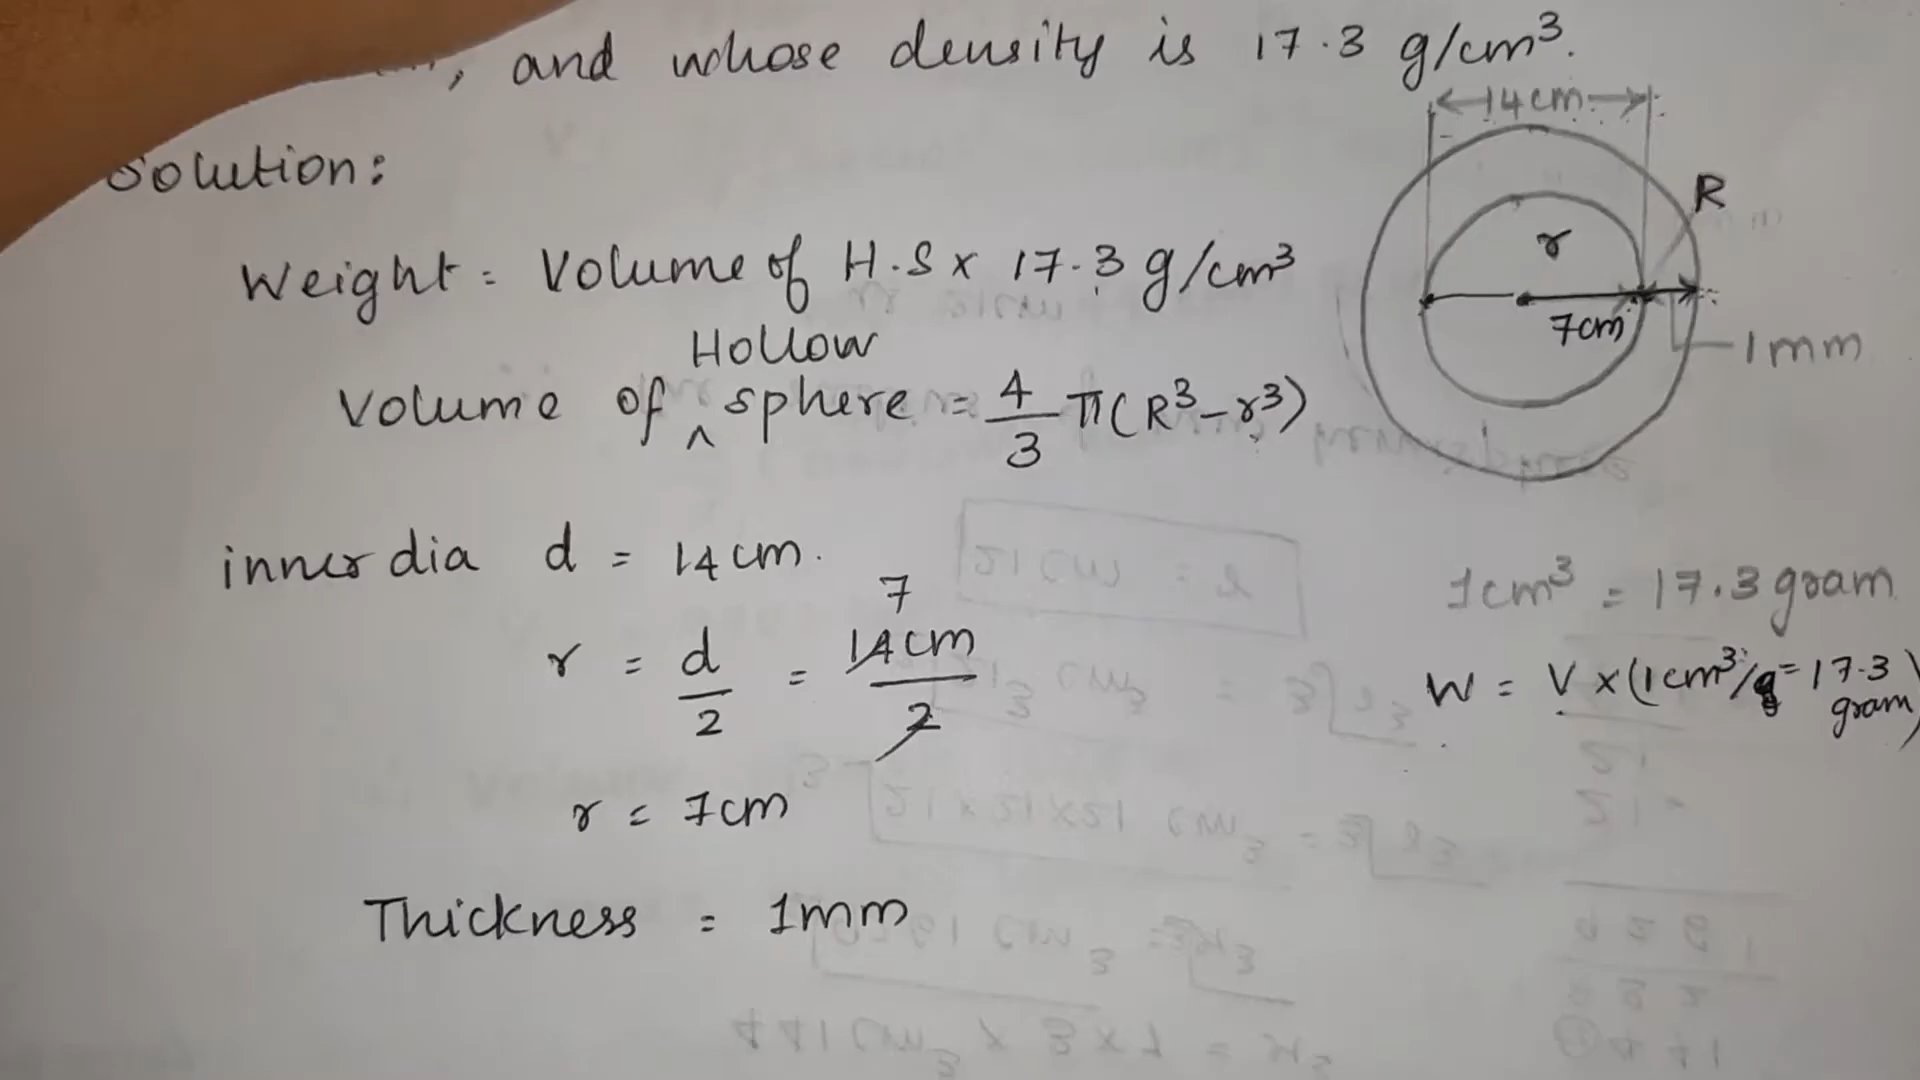 , and whose density is 17.3 g/cm³.
Solution:
14cm
R
r
7cm
1mm
Weight = Volume of H.S x 17.3 g/cm³
Hollow
Volume of ^ sphere = 4/3 π(R³-r³)
inner dia d = 14cm.
7
r = d/2 = 14cm/2
r = 7cm
Thickness = 1mm
1cm³ = 17.3 gram
W = V x (1cm³/g = 17.3 gram)